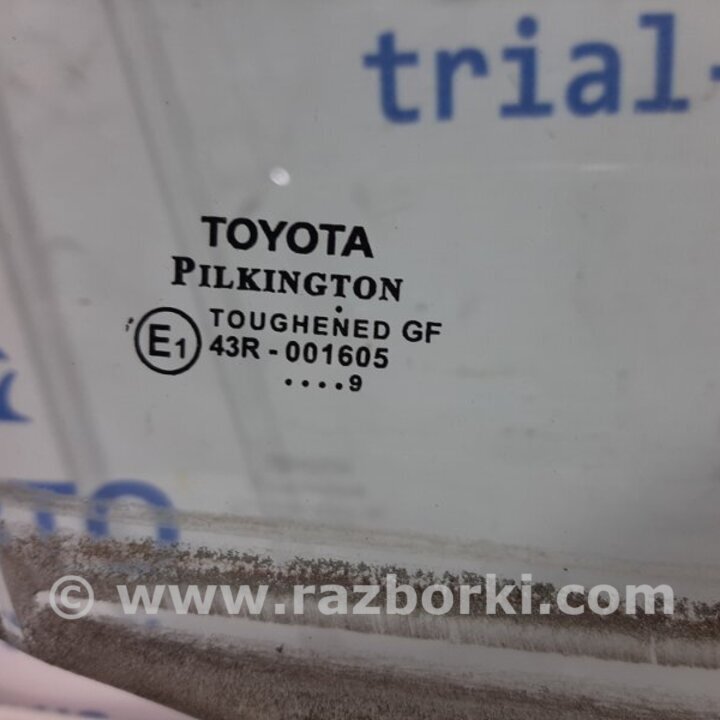 trial-
TOYOTA
PILKINGTON
TOUGHENED GF
E1 43R - 001605
....9
© www.razborki.com